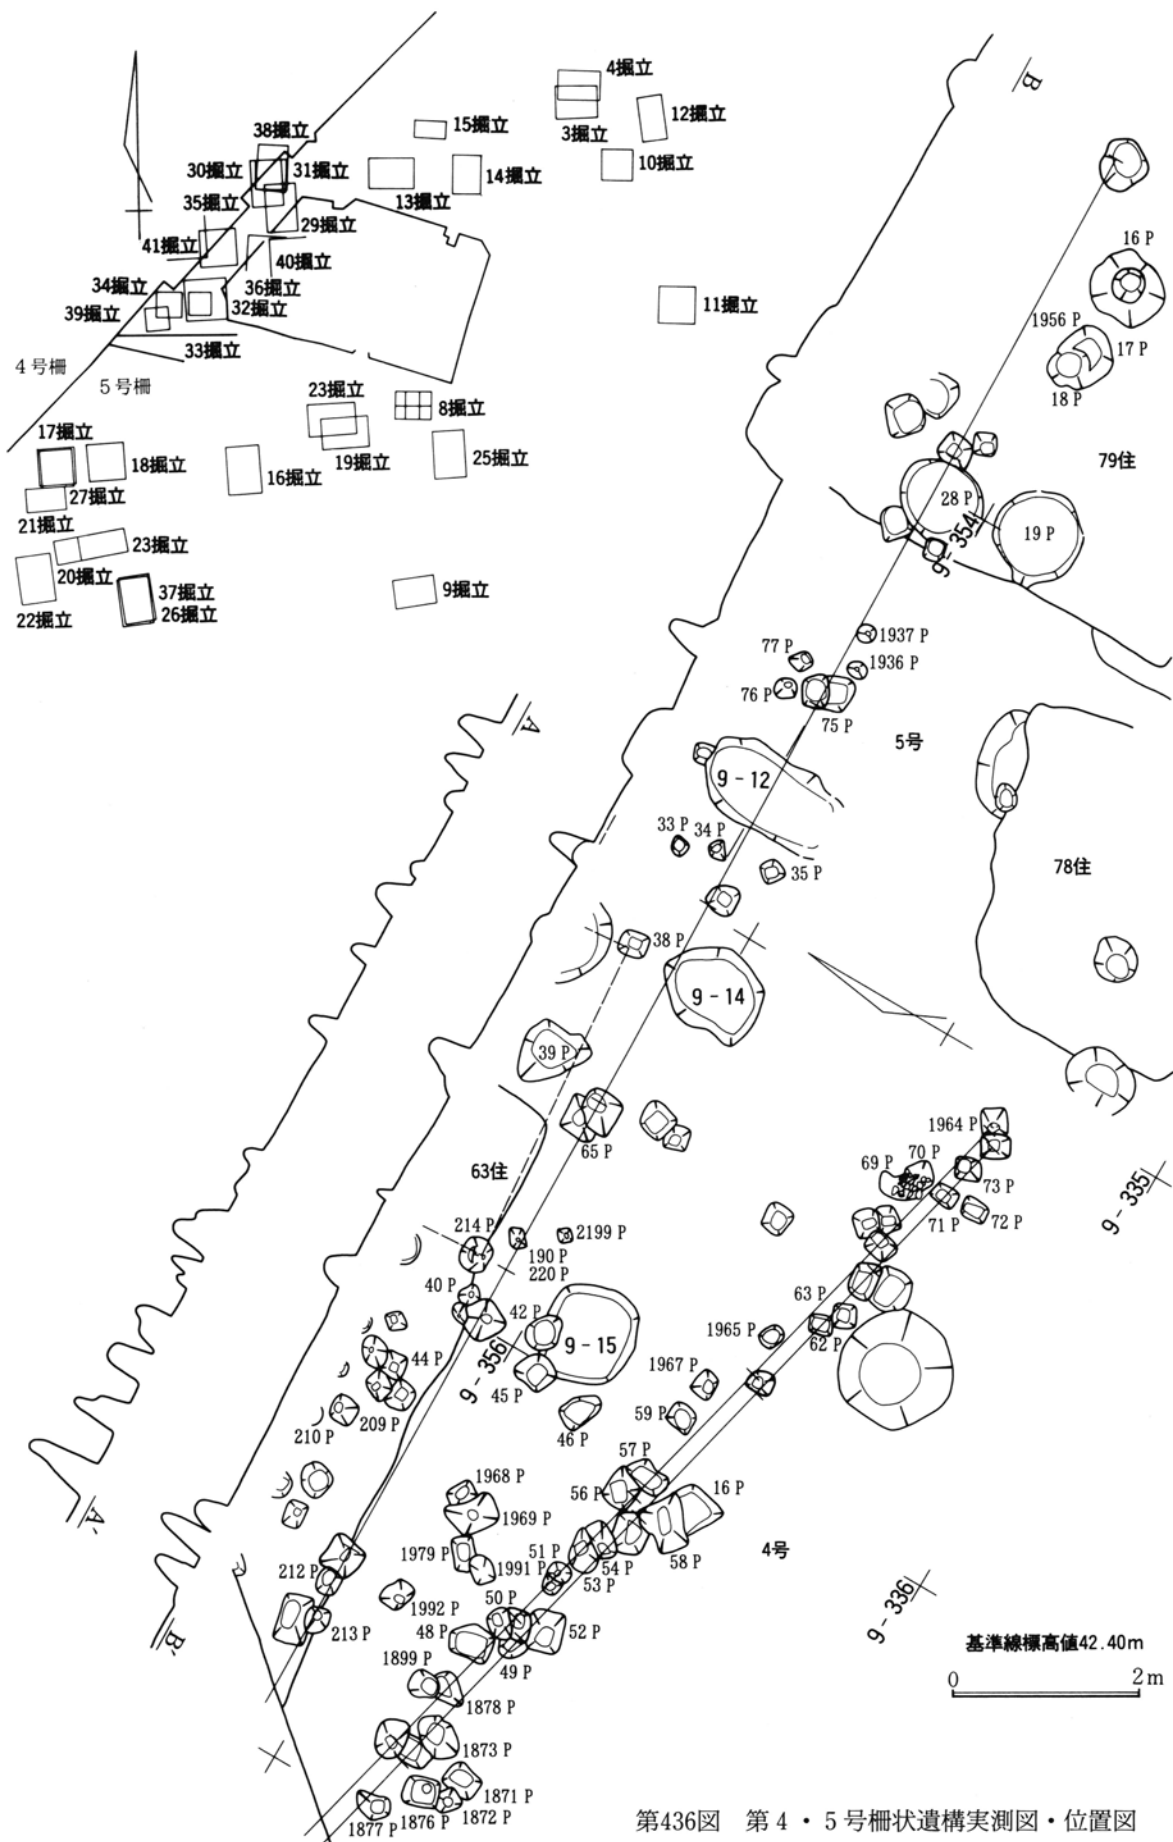 4掘立
3掘立
12掘立
10掘立
15掘立
14掘立
13掘立
38掘立
30掘立
31掘立
35掘立
29掘立
41掘立
40掘立
34掘立
36掘立
39掘立
32掘立
33掘立
11掘立
4号柵
5号柵
17掘立
18掘立
27掘立
21掘立
16掘立
23掘立
19掘立
8掘立
25掘立
23掘立
20掘立
22掘立
37掘立
26掘立
9掘立
B
16 P
1956 P
17 P
18 P
79住
28 P
9-354
19 P
1937 P
1936 P
77 P
76 P
75 P
5号
A
9-12
33 P
34 P
35 P
78住
38 P
9-14
39 P
65 P
63住
1964 P
70 P
69 P
73 P
71 P
72 P
9-335
214 P
190 P
2199 P
220 P
40 P
42 P
9-15
63 P
62 P
1965 P
44 P
9-356
45 P
1967 P
59 P
46 P
209 P
210 P
57 P
56 P
16 P
58 P
1968 P
1969 P
1979 P
1991 P
51 P
54 P
53 P
4号
A′
212 P
213 P
1992 P
50 P
48 P
52 P
49 P
9-336
B′
1899 P
1878 P
1873 P
1871 P
1872 P
1876 P
1877 P
基準線標高値42.40m
0 2m
第436図 第4・5号柵状遺構実測図・位置図